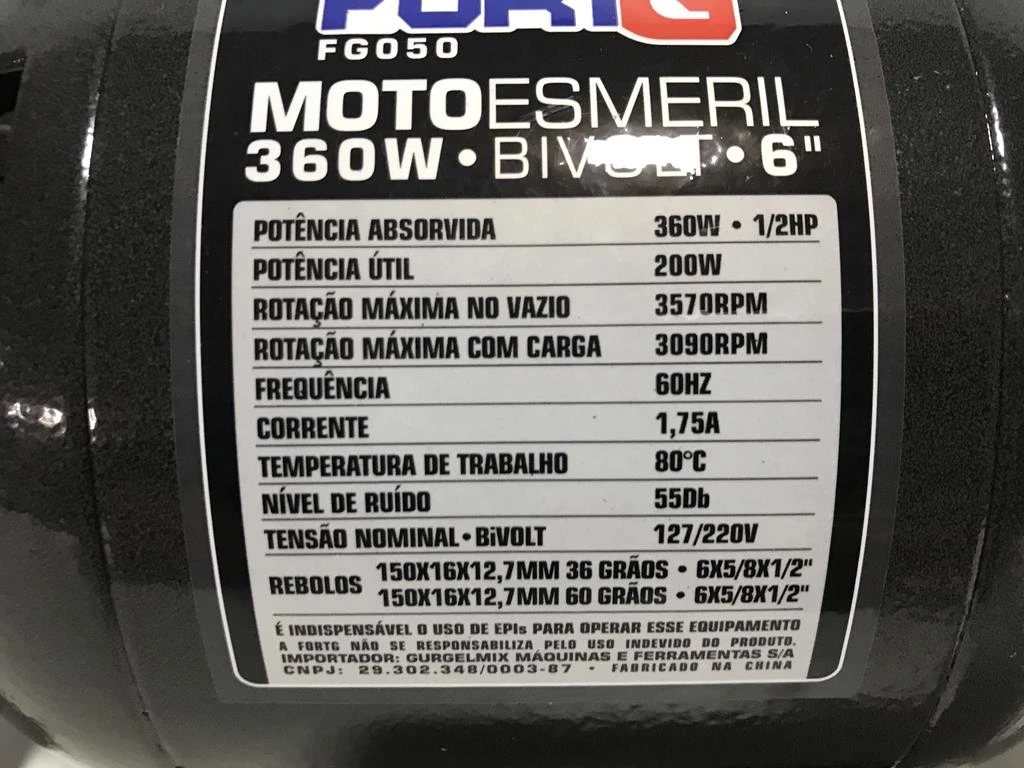 FORTG
FG050
MOTOESMERIL
360W • BIVOLT • 6"
POTÊNCIA ABSORVIDA 360W • 1/2HP
POTÊNCIA ÚTIL 200W
ROTAÇÃO MÁXIMA NO VAZIO 3570RPM
ROTAÇÃO MÁXIMA COM CARGA 3090RPM
FREQUÊNCIA 60HZ
CORRENTE 1,75A
TEMPERATURA DE TRABALHO 80°C
NÍVEL DE RUÍDO 55Db
TENSÃO NOMINAL • BiVOLT 127/220V
REBOLOS 150X16X12,7MM 36 GRÃOS • 6X5/8X1/2"
150X16X12,7MM 60 GRÃOS • 6X5/8X1/2"
É INDISPENSÁVEL O USO DE EPIs PARA OPERAR ESSE EQUIPAMENTO
A FORTG NÃO SE RESPONSABILIZA PELO USO INDEVIDO DO PRODUTO.
IMPORTADOR: GURGELMIX MÁQUINAS E FERRAMENTAS S/A
CNPJ: 29.302.348/0003-87 • FABRICADO NA CHINA